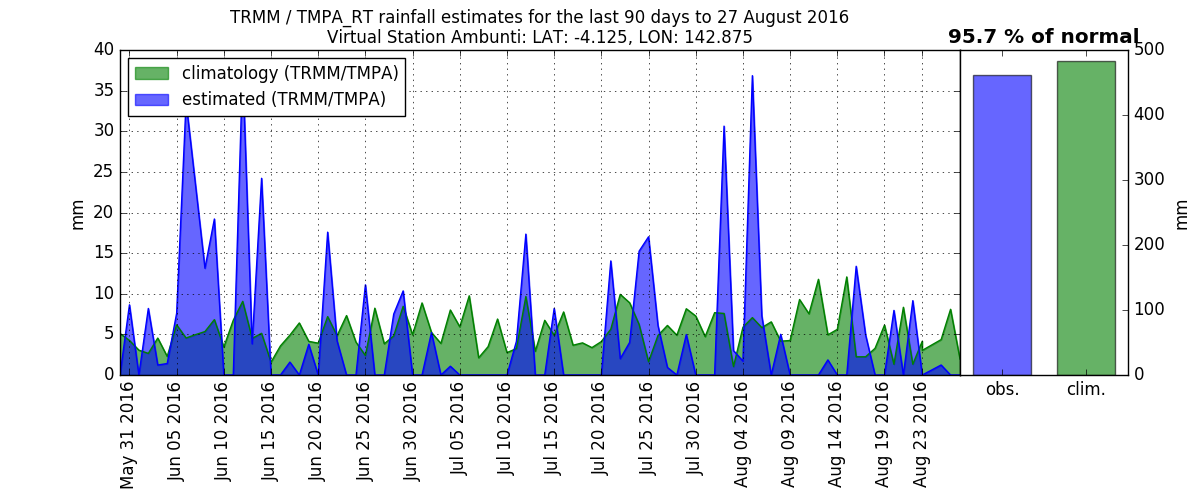 TRMM / TMPA_RT rainfall estimates for the last 90 days to 27 August 2016
Virtual Station Ambunti: LAT: -4.125, LON: 142.875
95.7 % of normal
climatology (TRMM/TMPA)
estimated (TRMM/TMPA)
40
35
30
25
20
15
10
5
0
mm
May 31 2016
Jun 05 2016
Jun 10 2016
Jun 15 2016
Jun 20 2016
Jun 25 2016
Jun 30 2016
Jul 05 2016
Jul 10 2016
Jul 15 2016
Jul 20 2016
Jul 25 2016
Jul 30 2016
Aug 04 2016
Aug 09 2016
Aug 14 2016
Aug 19 2016
Aug 23 2016
500
400
300
200
100
0
mm
obs.
clim.